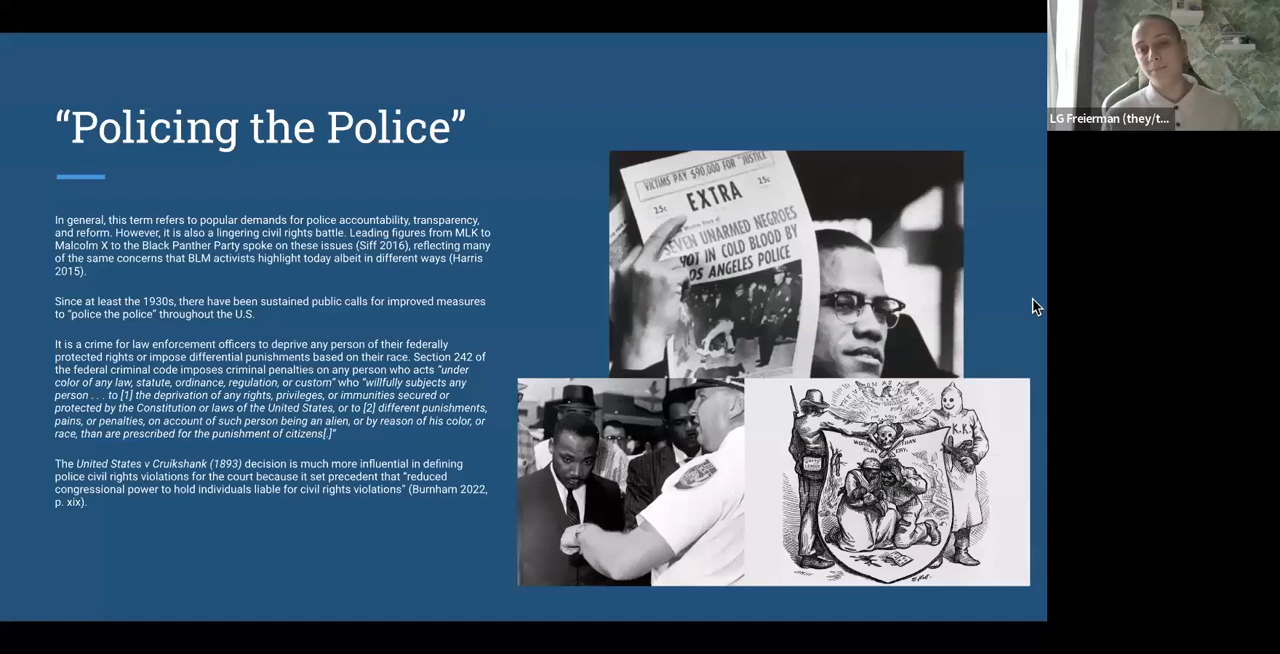 “Policing the Police”
In general, this term refers to popular demands for police accountability, transparency,
and reform. However, it is also a lingering civil rights battle. Leading figures from MLK to
Malcolm X to the Black Panther Party spoke on these issues (Siff 2016), reflecting many
of the same concerns that BLM activists highlight today albeit in different ways (Harris
2015).
Since at least the 1930s, there have been sustained public calls for improved measures
to “police the police” throughout the U.S.
It is a crime for law enforcement officers to deprive any person of their federally
protected rights or impose differential punishments based on their race. Section 242 of
the federal criminal code imposes criminal penalties on any person who acts “under
color of any law, statute, ordinance, regulation, or custom” who “willfully subjects any
person . . . to [1] the deprivation of any rights, privileges, or immunities secured or
protected by the Constitution or laws of the United States, or to [2] different punishments,
pains, or penalties, on account of such person being an alien, or by reason of his color, or
race, than are prescribed for the punishment of citizens[.]”
The United States v Cruikshank (1893) decision is much more influential in defining
police civil rights violations for the court because it set precedent that “reduced
congressional power to hold individuals liable for civil rights violations” (Burnham 2022,
p. xix).
VICTIMS PAY $90,000 FOR "JUSTICE
25c EXTRA 25c
SEVEN UNARMED NEGROES
HOT IN COLD BLOOD BY
OS ANGELES POLICE
K.K.
WHITE
LEAGUE
SLAVERY.
LG Freierman (they/t...